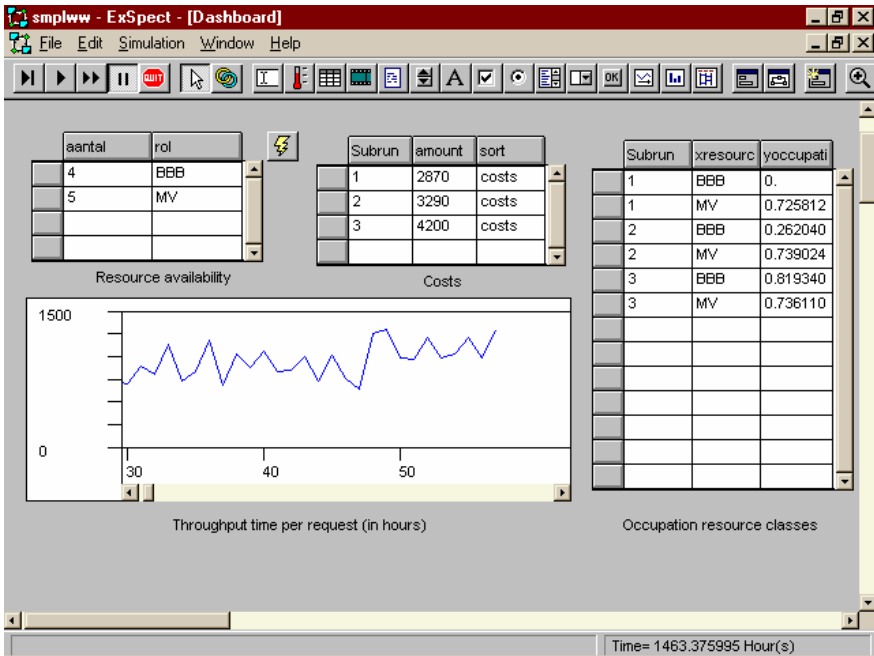 smplww - ExSpect - [Dashboard]
File Edit Simulation Window Help
QUIT A OK
aantal rol
4 BBB
5 MV
Resource availability
Subrun amount sort
1 2870 costs
2 3290 costs
3 4200 costs
Costs
Subrun xresourc yoccupati
1 BBB 0.
1 MV 0.725812
2 BBB 0.262040
2 MV 0.739024
3 BBB 0.819340
3 MV 0.736110
1500
0
30 40 50
Throughput time per request (in hours)
Occupation resource classes
Time= 1463.375995 Hour(s)